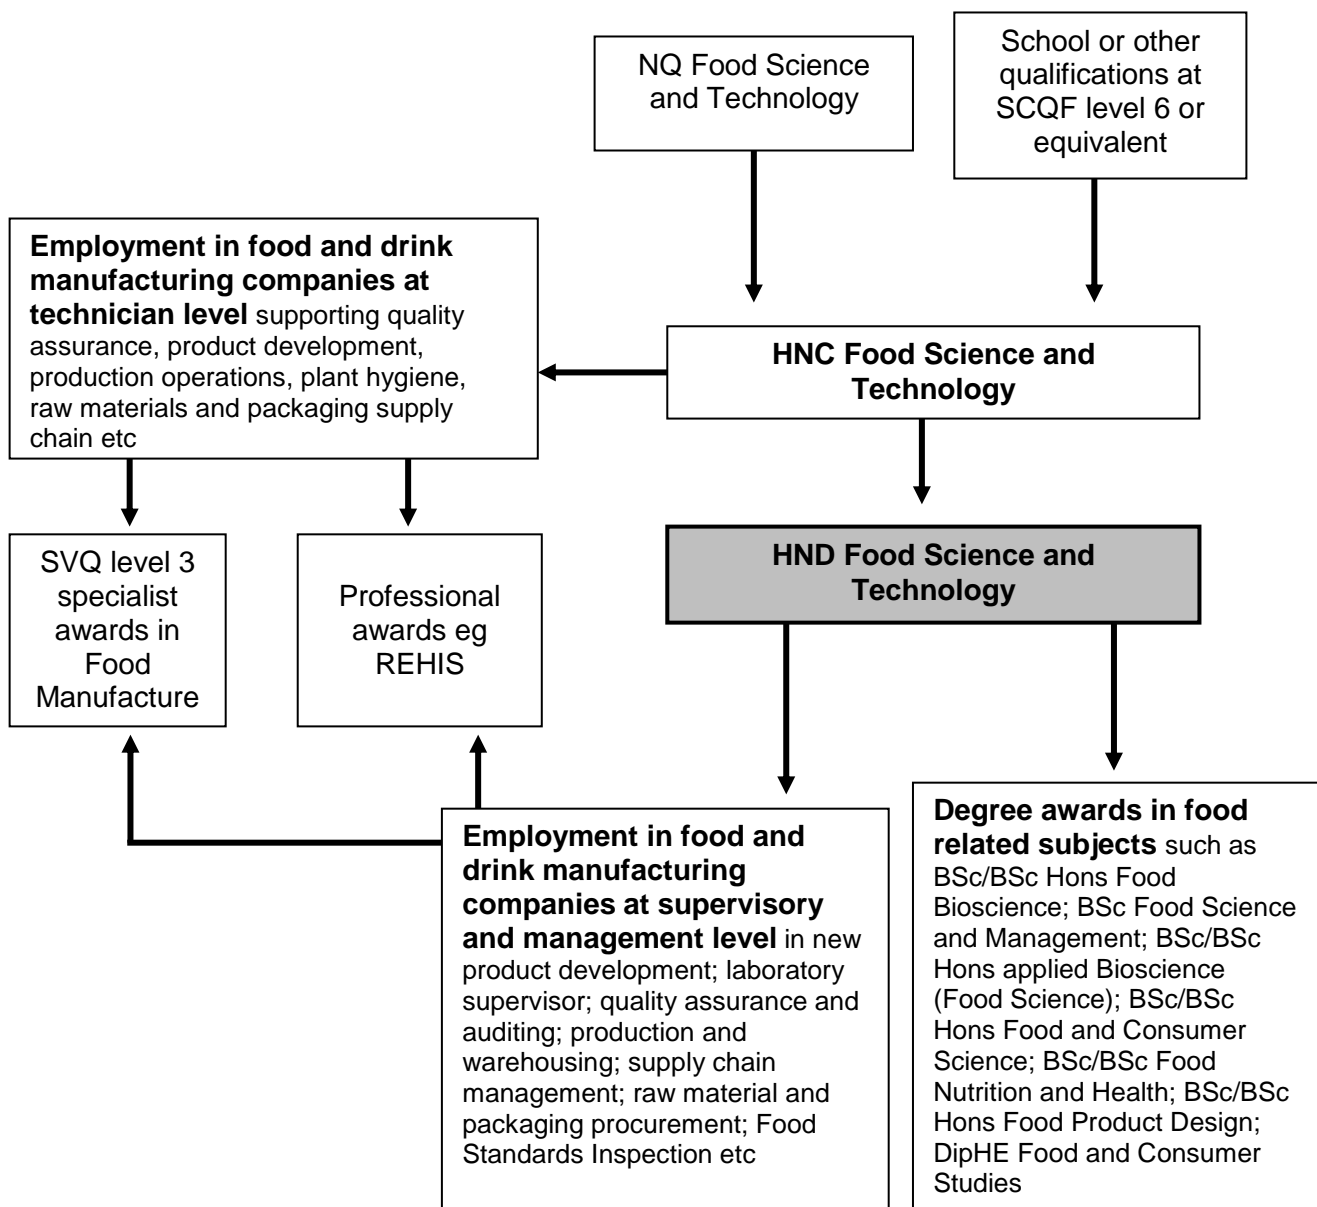 NQ Food Science
and Technology
School or other
qualifications at
SCQF level 6 or
equivalent
Employment in food and drink
manufacturing companies at
technician level supporting quality
assurance, product development,
production operations, plant hygiene,
raw materials and packaging supply
chain etc
HNC Food Science and
Technology
SVQ level 3
specialist
awards in
Food
Manufacture
Professional
awards eg
REHIS
HND Food Science and
Technology
Employment in food and
drink manufacturing
companies at supervisory
and management level in new
product development; laboratory
supervisor; quality assurance and
auditing; production and
warehousing; supply chain
management; raw material and
packaging procurement; Food
Standards Inspection etc
Degree awards in food
related subjects such as
BSc/BSc Hons Food
Bioscience; BSc Food Science
and Management; BSc/BSc
Hons applied Bioscience
(Food Science); BSc/BSc
Hons Food and Consumer
Science; BSc/BSc Food
Nutrition and Health; BSc/BSc
Hons Food Product Design;
DipHE Food and Consumer
Studies